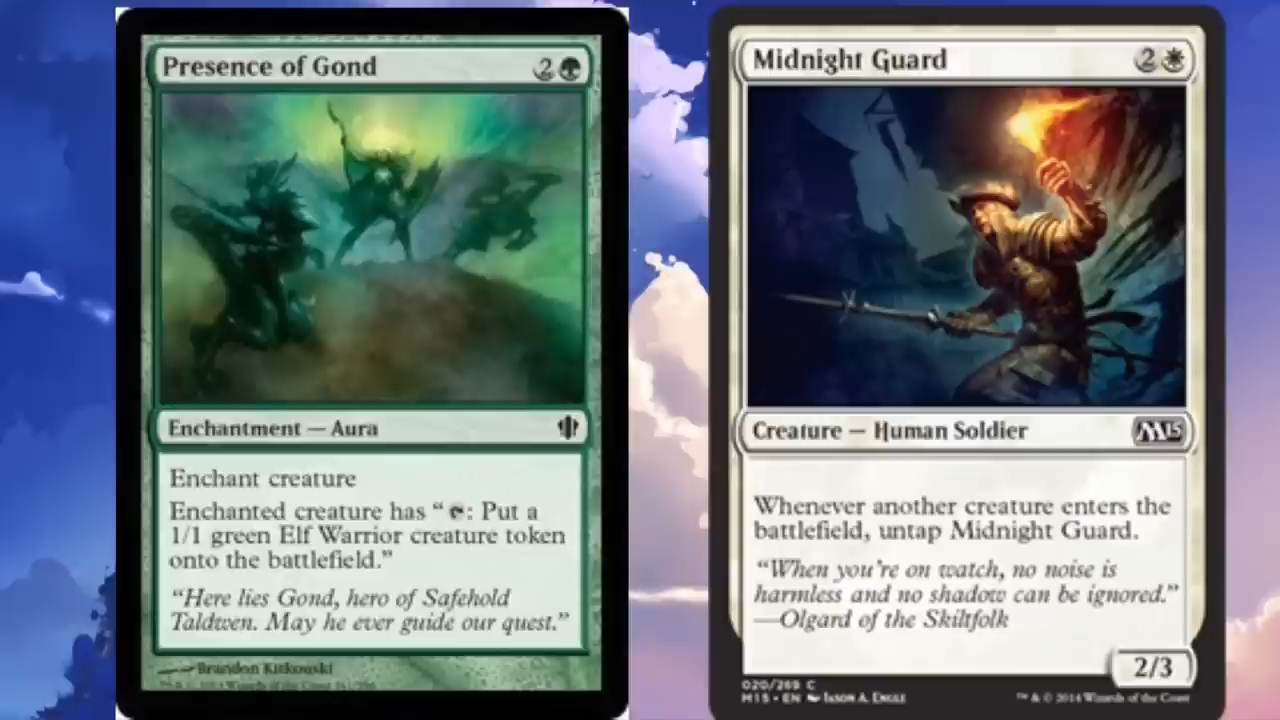 Presence of Gond 2
Enchantment — Aura
Enchant creature
Enchanted creature has “ : Put a
1/1 green Elf Warrior creature token
onto the battlefield.”
“Here lies Gond, hero of Safehold
Taldwen. May he ever guide our quest.”
Brandon Kitkouski
Midnight Guard 2
Creature — Human Soldier M15
Whenever another creature enters the
battlefield, untap Midnight Guard.
“When you're on watch, no noise is
harmless and no shadow can be ignored.”
—Olgard of the Skiltfolk
2/3
020/269 C
M15 • EN Jason A. Engle
™ & © 2014 Wizards of the Coast